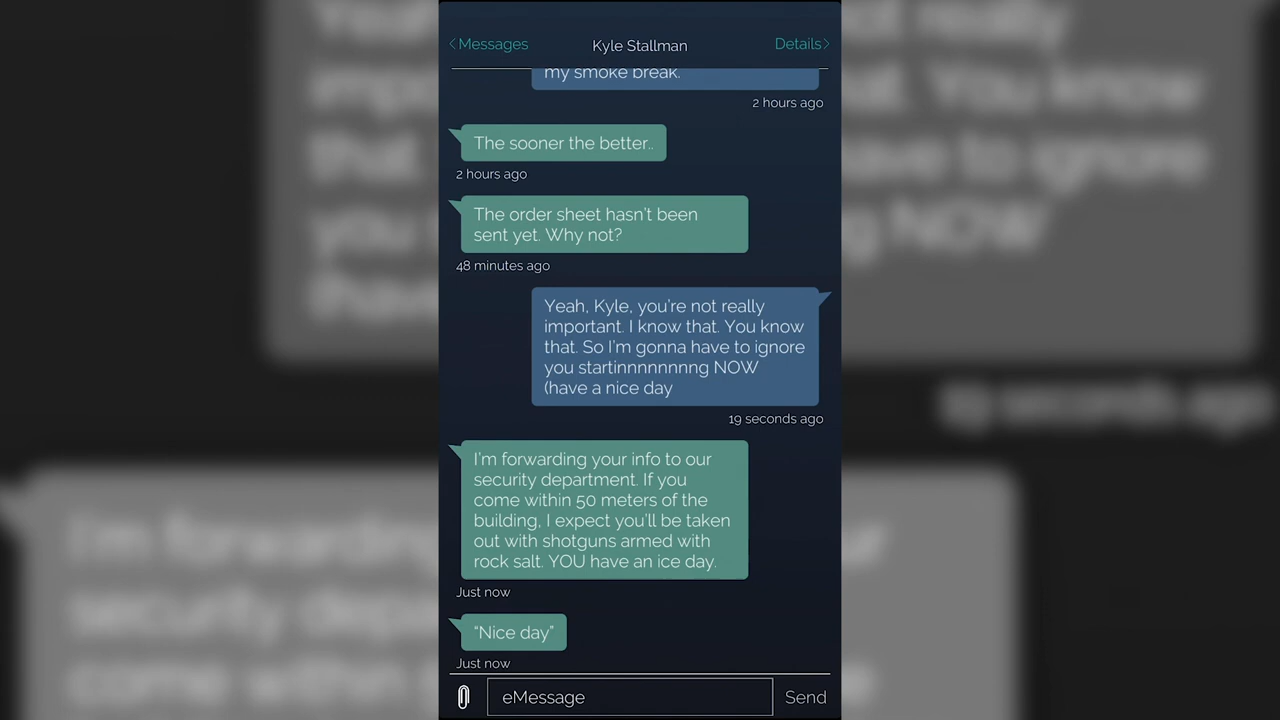 Messages
Kyle Stallman
Details
my smoke break.
2 hours ago
The sooner the better..
2 hours ago
The order sheet hasn't been
sent yet. Why not?
48 minutes ago
Yeah, Kyle, you're not really
important. I know that. You know
that. So I'm gonna have to ignore
you startinnnnnnnng NOW
(have a nice day
19 seconds ago
I'm forwarding your info to our
security department. If you
come within 50 meters of the
building, I expect you'll be taken
out with shotguns armed with
rock salt. YOU have an ice day.
Just now
“Nice day”
Just now
eMessage
Send